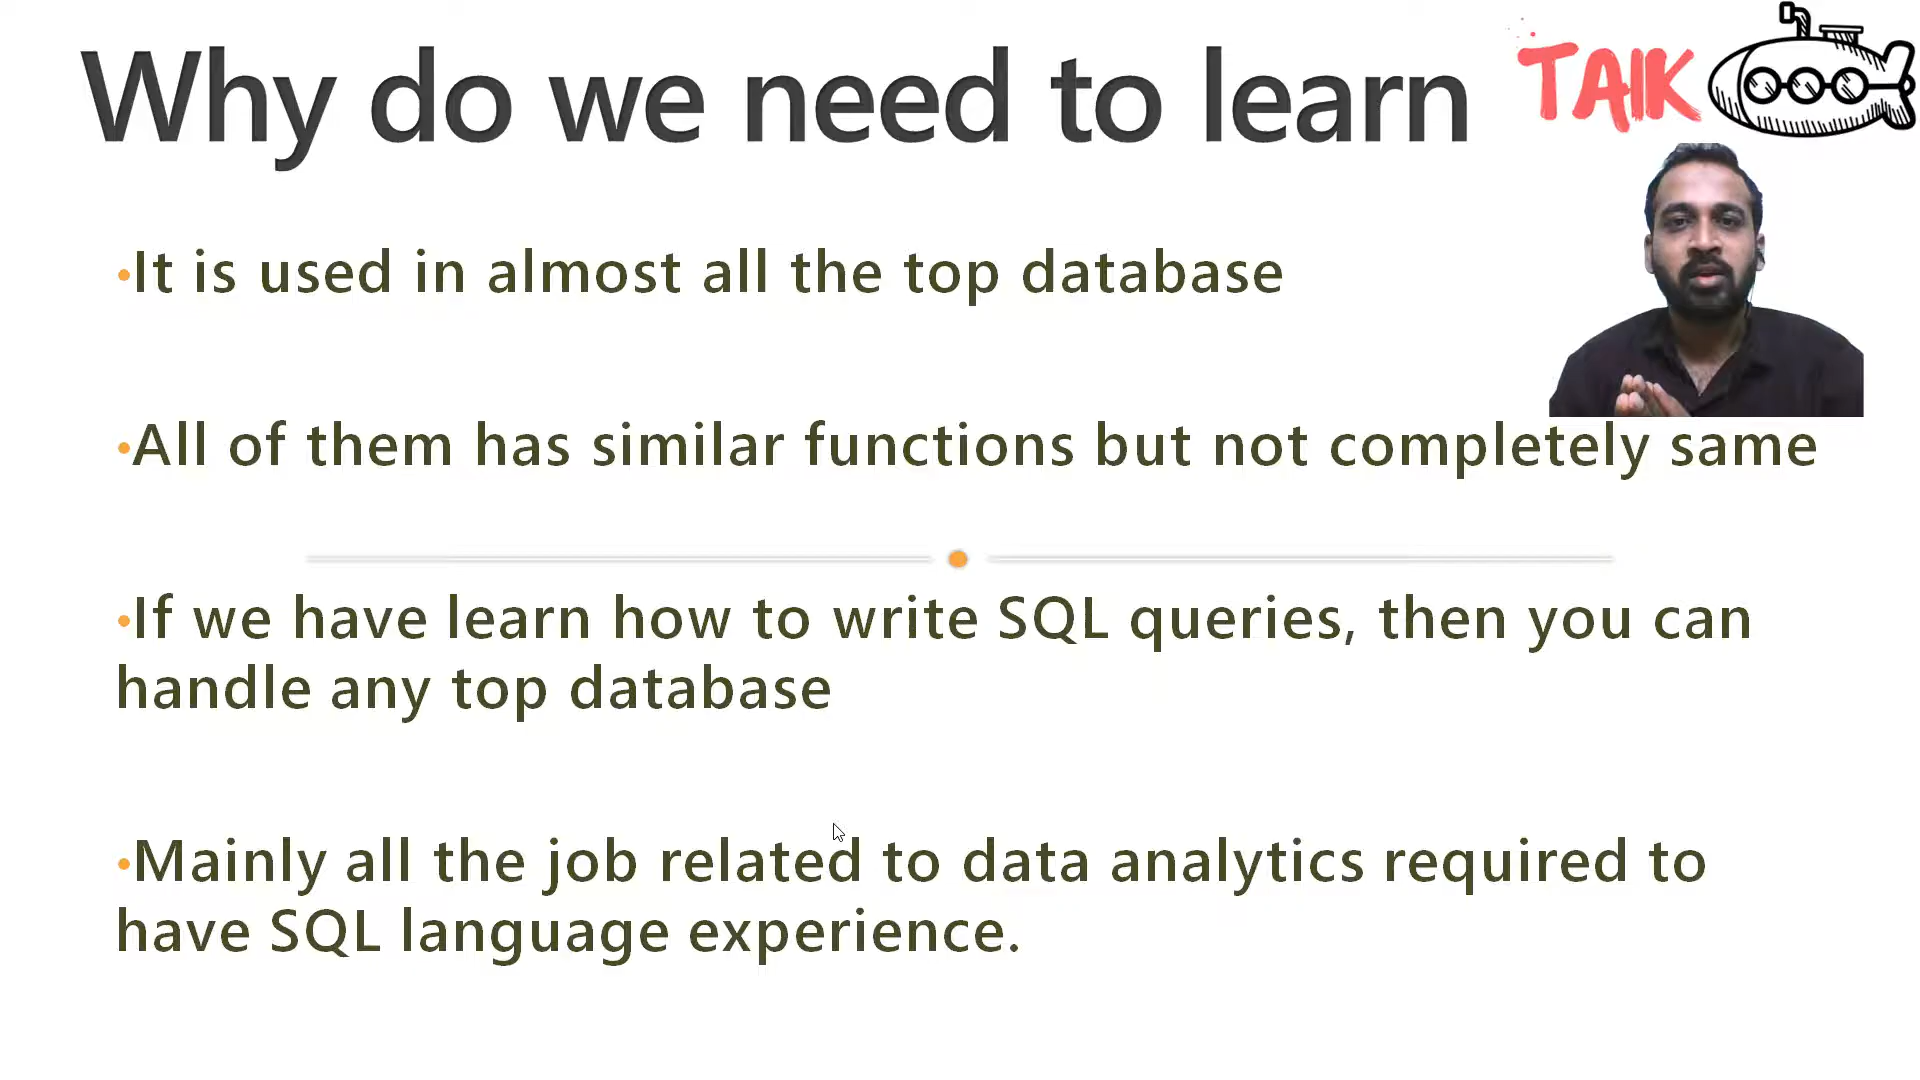 Why do we need to learn
TAIK
•It is used in almost all the top database
•All of them has similar functions but not completely same
•If we have learn how to write SQL queries, then you can
handle any top database
•Mainly all the job related to data analytics required to
have SQL language experience.